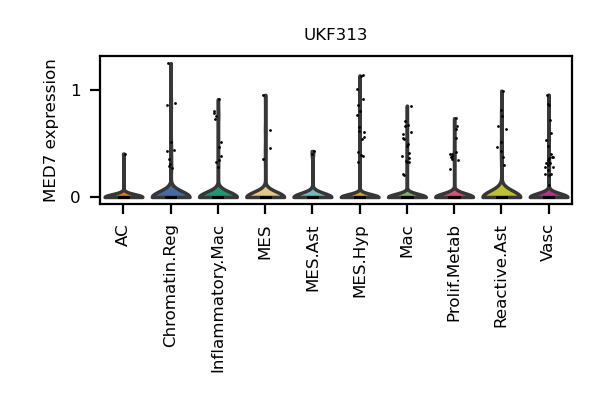 UKF313
MED7 expression
1
0
AC
Chromatin.Reg
Inflammatory.Mac
MES
MES.Ast
MES.Hyp
Mac
Prolif.Metab
Reactive.Ast
Vasc